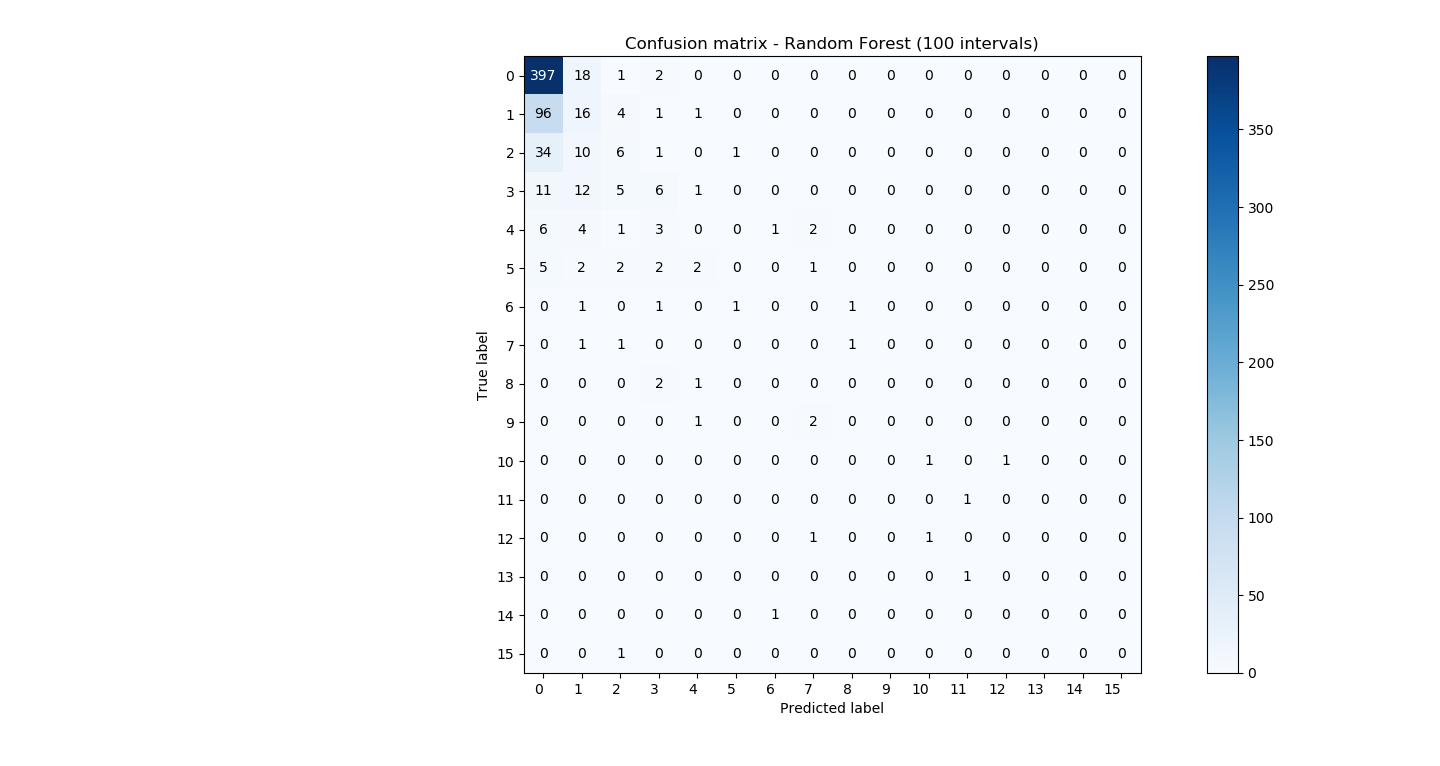 Confusion matrix - Random Forest (100 intervals)
0 397 18 1 2 0 0 0 0 0 0 0 0 0 0 0 0
1 96 16 4 1 1 0 0 0 0 0 0 0 0 0 0 0
2 34 10 6 1 0 1 0 0 0 0 0 0 0 0 0 0
3 11 12 5 6 1 0 0 0 0 0 0 0 0 0 0 0
4 6 4 1 3 0 0 1 2 0 0 0 0 0 0 0 0
5 5 2 2 2 2 0 0 1 0 0 0 0 0 0 0 0
6 0 1 0 1 0 1 0 0 1 0 0 0 0 0 0 0
7 0 1 1 0 0 0 0 0 1 0 0 0 0 0 0 0
8 0 0 0 2 1 0 0 0 0 0 0 0 0 0 0 0
9 0 0 0 0 1 0 0 2 0 0 0 0 0 0 0 0
10 0 0 0 0 0 0 0 0 0 0 1 0 1 0 0 0
11 0 0 0 0 0 0 0 0 0 0 0 1 0 0 0 0
12 0 0 0 0 0 0 0 1 0 0 1 0 0 0 0 0
13 0 0 0 0 0 0 0 0 0 0 0 1 0 0 0 0
14 0 0 0 0 0 0 1 0 0 0 0 0 0 0 0 0
15 0 0 1 0 0 0 0 0 0 0 0 0 0 0 0 0
0 1 2 3 4 5 6 7 8 9 10 11 12 13 14 15
Predicted label
True label
350
300
250
200
150
100
50
0